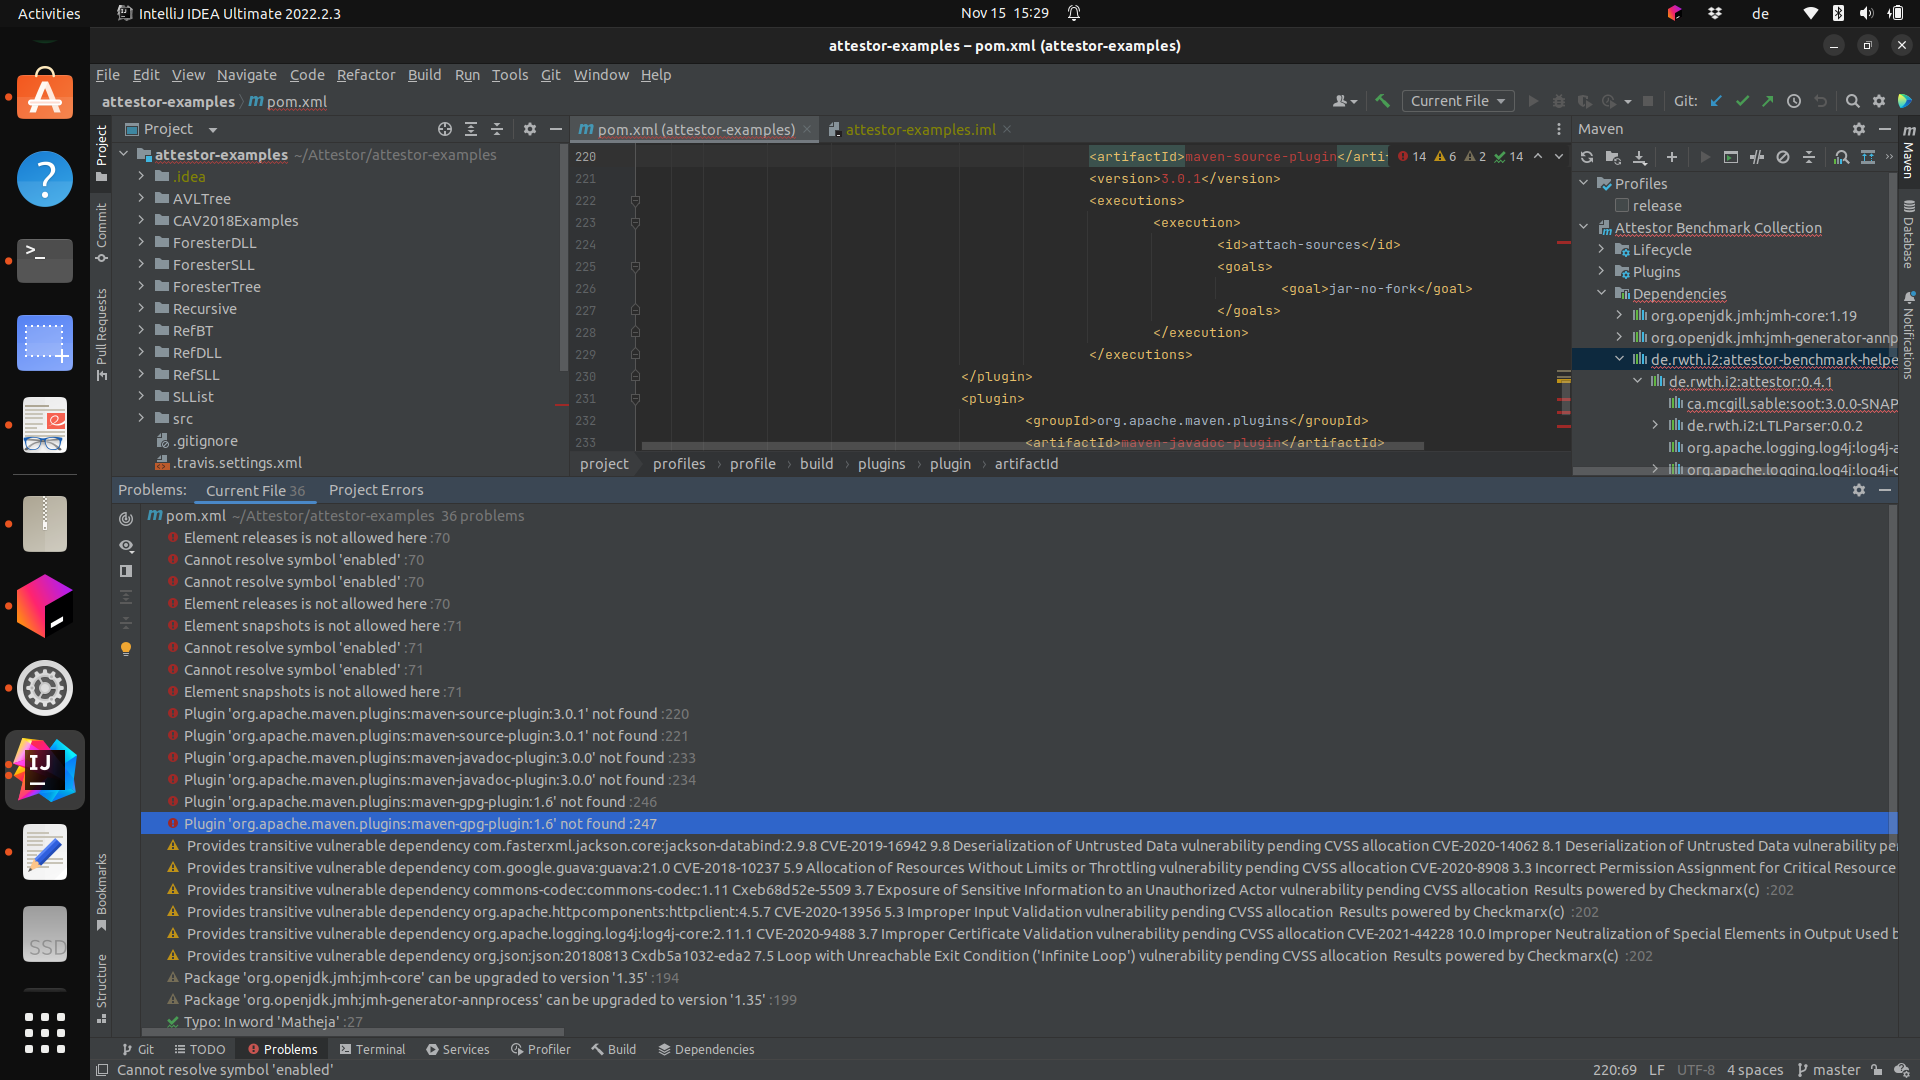 Activities
IntelliJ IDEA Ultimate 2022.2.3
Nov 15 15:29
de
attestor-examples – pom.xml (attestor-examples)
File Edit View Navigate Code Refactor Build Run Tools Git Window Help
attestor-examples
m pom.xml
Current File
Git:
Project
Commit
Pull Requests
Bookmarks
Structure
Project
attestor-examples ~/Attestor/attestor-examples
.idea
AVLTree
CAV2018Examples
ForesterDLL
ForesterSLL
ForesterTree
Recursive
RefBT
RefDLL
RefSLL
SLList
src
.gitignore
.travis.settings.xml
m pom.xml (attestor-examples)
attestor-examples.iml
14 6 2 14
220 <artifactId>maven-source-plugin</arti
221 <version>3.0.1</version>
222 <executions>
223 <execution>
224 <id>attach-sources</id>
225 <goals>
226 <goal>jar-no-fork</goal>
227 </goals>
228 </execution>
229 </executions>
230 </plugin>
231 <plugin>
232 <groupId>org.apache.maven.plugins</groupId>
233 <artifactId>maven-javadoc-plugin</artifactId>
project › profiles › profile › build › plugins › plugin › artifactId
Maven
Profiles
release
Attestor Benchmark Collection
Lifecycle
Plugins
Dependencies
org.openjdk.jmh:jmh-core:1.19
org.openjdk.jmh:jmh-generator-annp
de.rwth.i2:attestor-benchmark-helpe
de.rwth.i2:attestor:0.4.1
ca.mcgill.sable:soot:3.0.0-SNAP
de.rwth.i2:LTLParser:0.0.2
org.apache.logging.log4j:log4j-a
org.apache.logging.log4j:log4j-c
m Maven
Database
Notifications
Problems: Current File 36 Project Errors
m pom.xml ~/Attestor/attestor-examples 36 problems
Element releases is not allowed here :70
Cannot resolve symbol 'enabled' :70
Cannot resolve symbol 'enabled' :70
Element releases is not allowed here :70
Element snapshots is not allowed here :71
Cannot resolve symbol 'enabled' :71
Cannot resolve symbol 'enabled' :71
Element snapshots is not allowed here :71
Plugin 'org.apache.maven.plugins:maven-source-plugin:3.0.1' not found :220
Plugin 'org.apache.maven.plugins:maven-source-plugin:3.0.1' not found :221
Plugin 'org.apache.maven.plugins:maven-javadoc-plugin:3.0.0' not found :233
Plugin 'org.apache.maven.plugins:maven-javadoc-plugin:3.0.0' not found :234
Plugin 'org.apache.maven.plugins:maven-gpg-plugin:1.6' not found :246
Plugin 'org.apache.maven.plugins:maven-gpg-plugin:1.6' not found :247
Provides transitive vulnerable dependency com.fasterxml.jackson.core:jackson-databind:2.9.8 CVE-2019-16942 9.8 Deserialization of Untrusted Data vulnerability pending CVSS allocation CVE-2020-14062 8.1 Deserialization of Untrusted Data vulnerability pe
Provides transitive vulnerable dependency com.google.guava:guava:21.0 CVE-2018-10237 5.9 Allocation of Resources Without Limits or Throttling vulnerability pending CVSS allocation CVE-2020-8908 3.3 Incorrect Permission Assignment for Critical Resource
Provides transitive vulnerable dependency commons-codec:commons-codec:1.11 Cxeb68d52e-5509 3.7 Exposure of Sensitive Information to an Unauthorized Actor vulnerability pending CVSS allocation Results powered by Checkmarx(c) :202
Provides transitive vulnerable dependency org.apache.httpcomponents:httpclient:4.5.7 CVE-2020-13956 5.3 Improper Input Validation vulnerability pending CVSS allocation Results powered by Checkmarx(c) :202
Provides transitive vulnerable dependency org.apache.logging.log4j:log4j-core:2.11.1 CVE-2020-9488 3.7 Improper Certificate Validation vulnerability pending CVSS allocation CVE-2021-44228 10.0 Improper Neutralization of Special Elements in Output Used b
Provides transitive vulnerable dependency org.json:json:20180813 Cxdb5a1032-eda2 7.5 Loop with Unreachable Exit Condition ('Infinite Loop') vulnerability pending CVSS allocation Results powered by Checkmarx(c) :202
Package 'org.openjdk.jmh:jmh-core' can be upgraded to version '1.35' :194
Package 'org.openjdk.jmh:jmh-generator-annprocess' can be upgraded to version '1.35' :199
Typo: In word 'Matheja' :27
Git TODO Problems Terminal Services Profiler Build Dependencies
Cannot resolve symbol 'enabled'
220:69 LF UTF-8 4 spaces master
IJ
SSD